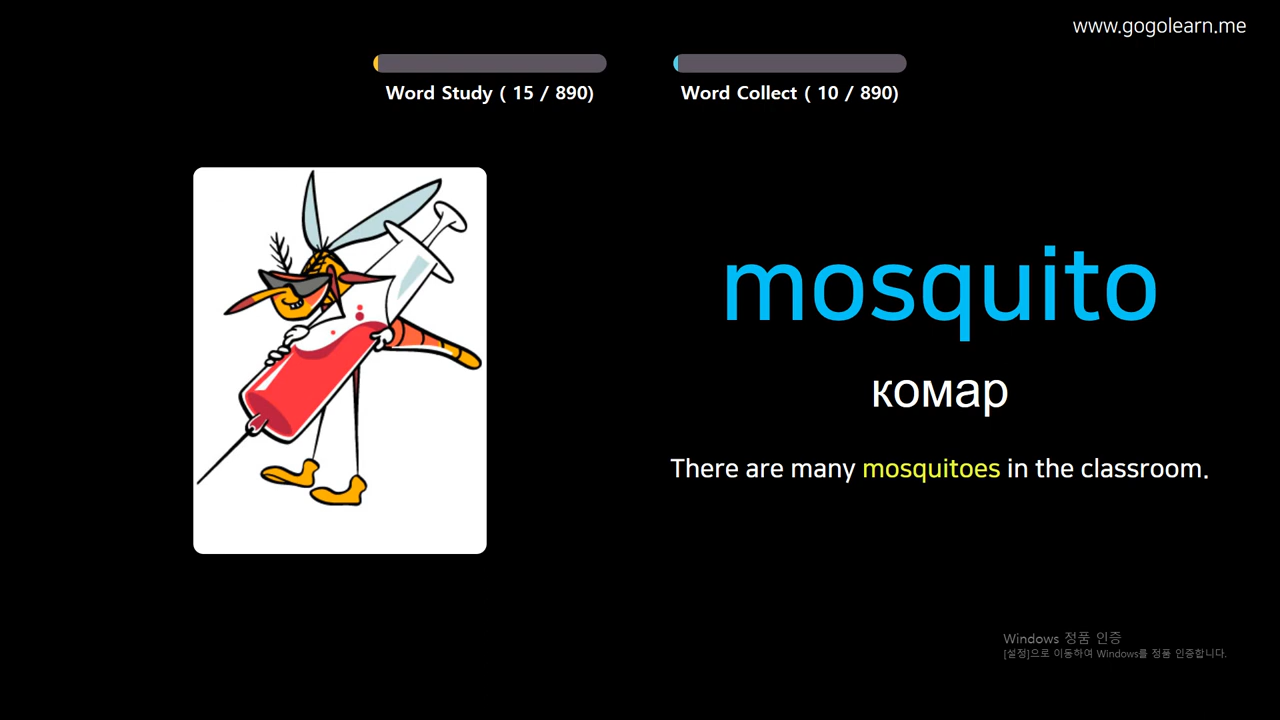 www.gogolearn.me
Word Study ( 15 / 890)
Word Collect ( 10 / 890)
mosquito
комар
There are many mosquitoes in the classroom.
Windows 정품 인증
[설정]으로 이동하여 Windows를 정품 인증합니다.